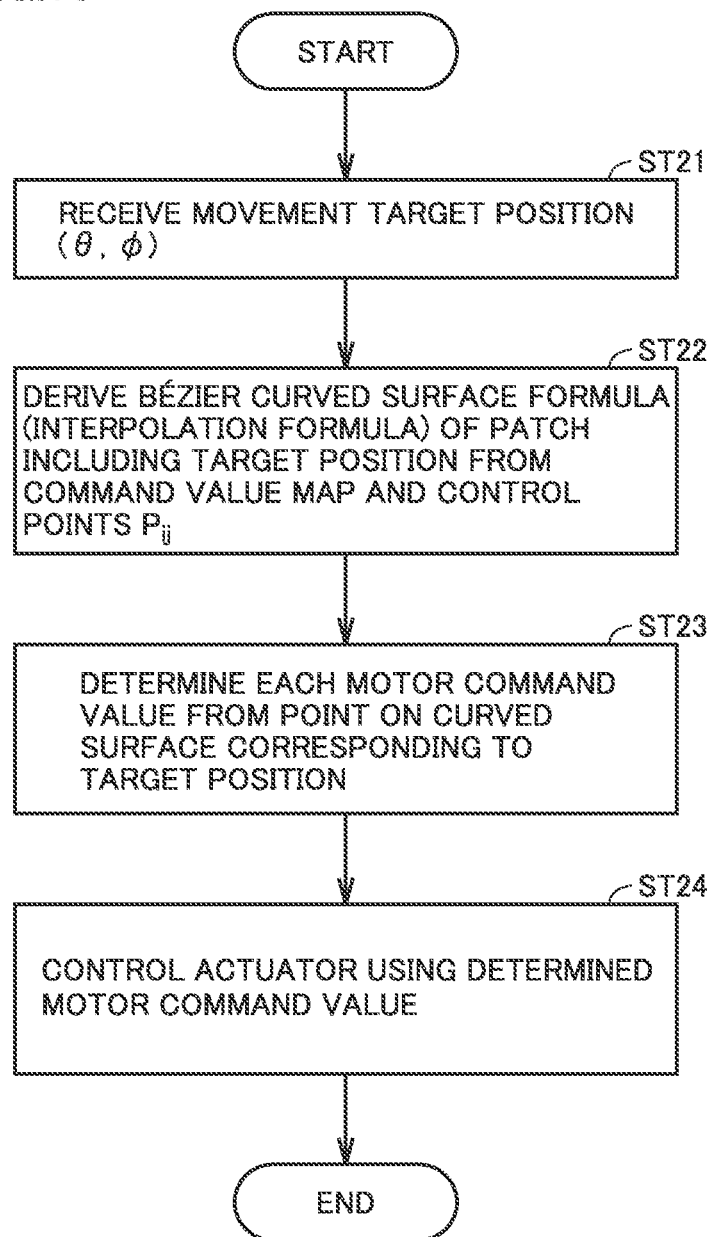 START
ST21
RECEIVE MOVEMENT TARGET POSITION
(θ, ϕ)
ST22
DERIVE BÉZIER CURVED SURFACE FORMULA
(INTERPOLATION FORMULA) OF PATCH
INCLUDING TARGET POSITION FROM
COMMAND VALUE MAP AND CONTROL
POINTS Pij
ST23
DETERMINE EACH MOTOR COMMAND
VALUE FROM POINT ON CURVED
SURFACE CORRESPONDING TO
TARGET POSITION
ST24
CONTROL ACTUATOR USING DETERMINED
MOTOR COMMAND VALUE
END